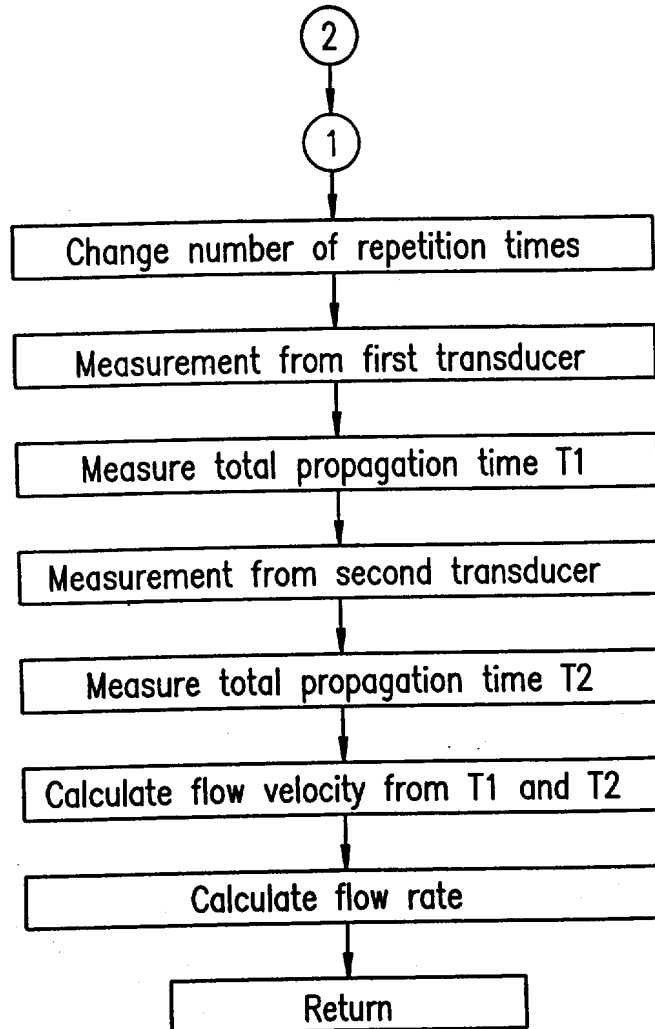 2
1
Change number of repetition times
Measurement from first transducer
Measure total propagation time T1
Measurement from second transducer
Measure total propagation time T2
Calculate flow velocity from T1 and T2
Calculate flow rate
Return